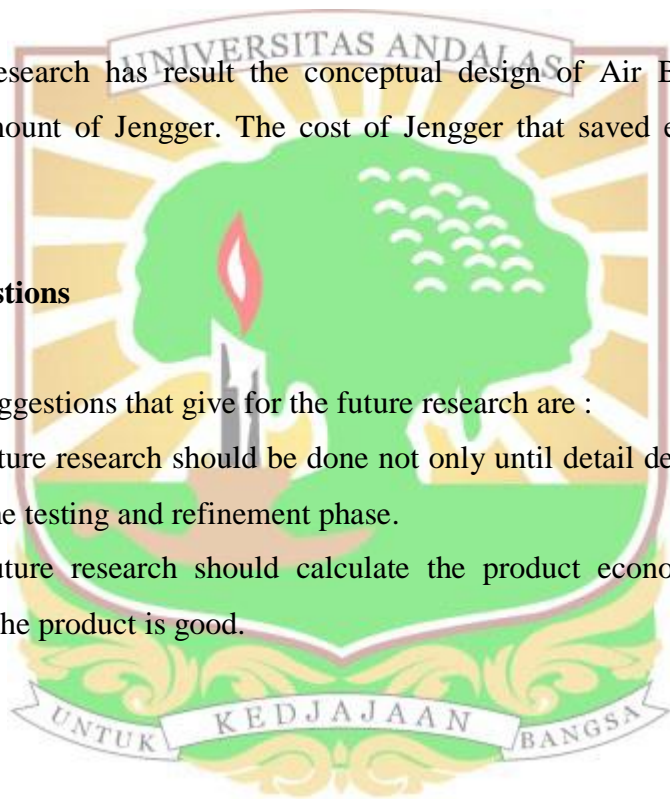 UNIVERSITAS ANDALAS
esearch has result the conceptual design of Air B
nount of Jengger. The cost of Jengger that saved e
stions
ggestions that give for the future research are :
ture research should be done not only until detail de
ne testing and refinement phase.
uture research should calculate the product econo
he product is good.
UNTUK KEDJAJAAN BANGSA